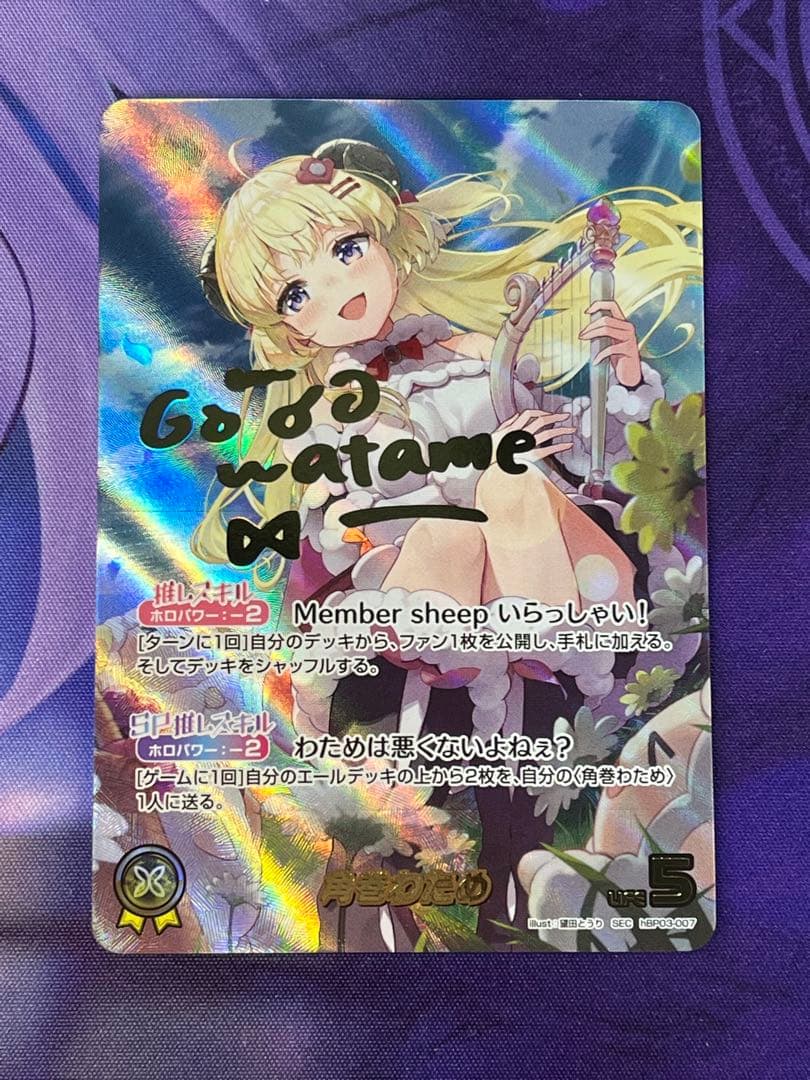 watame
推しスキル
ホロパワー：−2
Member sheep いらっしゃい！
[ターンに1回]自分のデッキから、ファン1枚を公開し、手札に加える。
そしてデッキをシャッフルする。
SP推しスキル
ホロパワー：−2
わためは悪くないよねぇ？
[ゲームに1回]自分のエールデッキの上から2枚を、自分の〈角巻わため〉
1人に送る。
角巻わため
LIFE 5
illust：望田とうり SEC hBP03-007